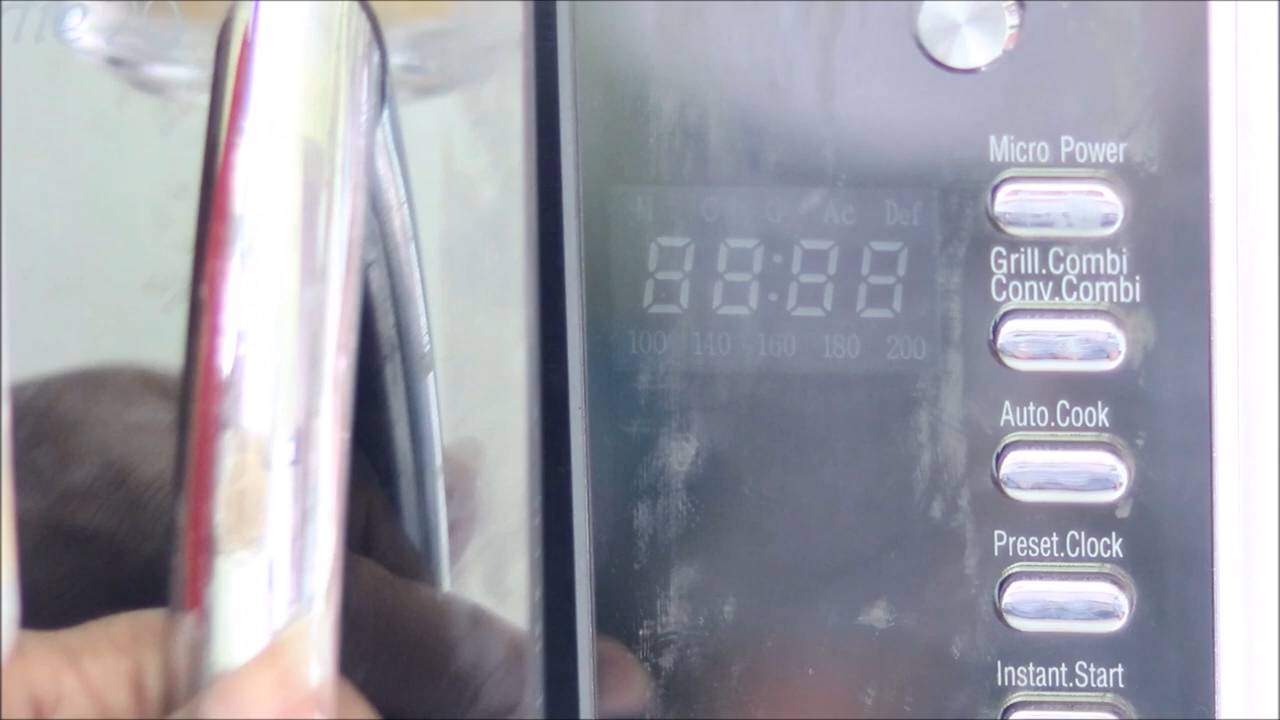 Micro Power
M C G Ac Def
88:88
100 140 160 180 200
Grill.Combi
Conv.Combi
Auto.Cook
Preset.Clock
Instant.Start